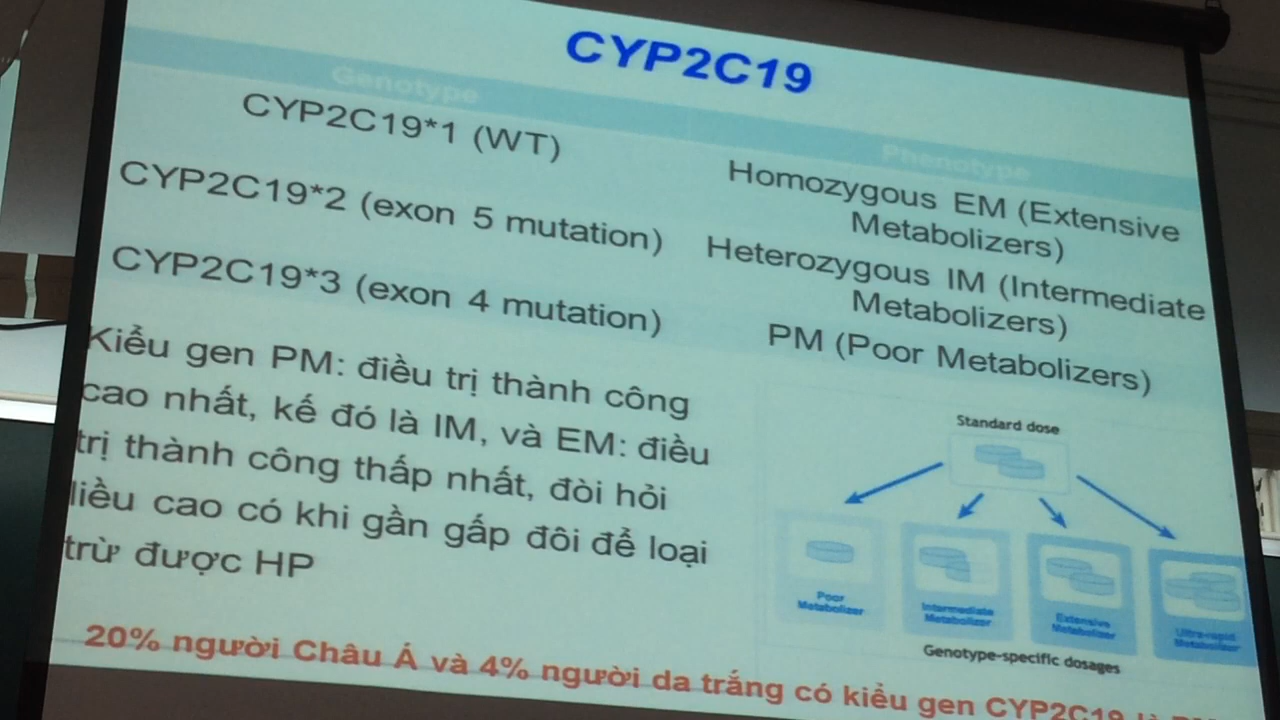 CYP2C19
Genotype
Phenotype
CYP2C19*1 (WT)
Homozygous EM (Extensive
Metabolizers)
CYP2C19*2 (exon 5 mutation)
Heterozygous IM (Intermediate
Metabolizers)
CYP2C19*3 (exon 4 mutation)
PM (Poor Metabolizers)
Kiểu gen PM: điều trị thành công
cao nhất, kế đó là IM, và EM: điều
trị thành công thấp nhất, đòi hỏi
liều cao có khi gần gấp đôi để loại
trừ được HP
Standard dose
Poor
Metabolizer
Intermediate
Metabolizer
Extensive
Metabolizer
Ultra-rapid
Metabolizer
Genotype-specific dosages
20% người Châu Á và 4% người da trắng có kiểu gen CYP2C19 là